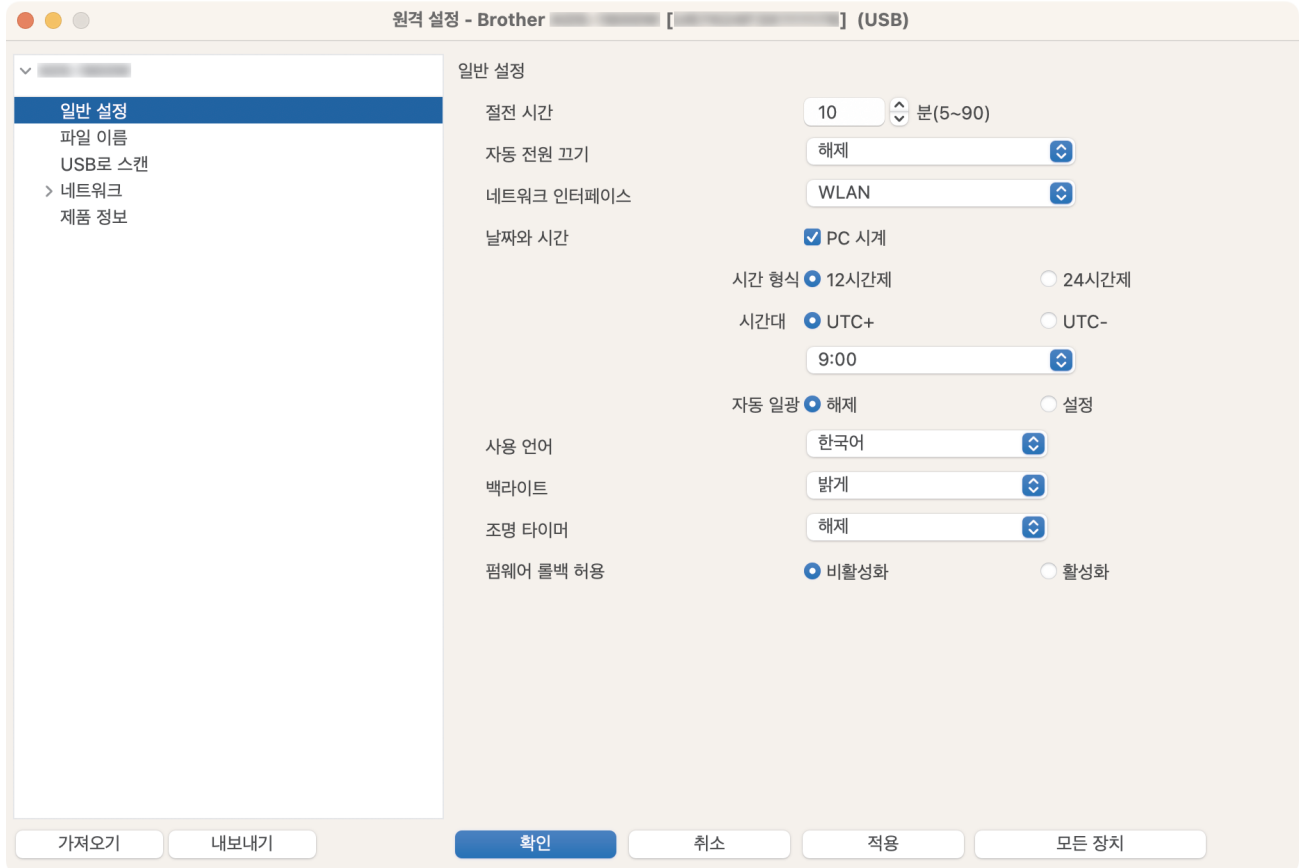 원격 설정 - Brother [ ] (USB)
일반 설정
파일 이름
USB로 스캔
네트워크
제품 정보
일반 설정
절전 시간 10 분(5~90)
자동 전원 끄기 해제
네트워크 인터페이스 WLAN
날짜와 시간 PC 시계
시간 형식 12시간제 24시간제
시간대 UTC+ UTC-
9:00
자동 일광 해제 설정
사용 언어 한국어
백라이트 밝게
조명 타이머 해제
펌웨어 롤백 허용 비활성화 활성화
가져오기 내보내기 확인 취소 적용 모든 장치